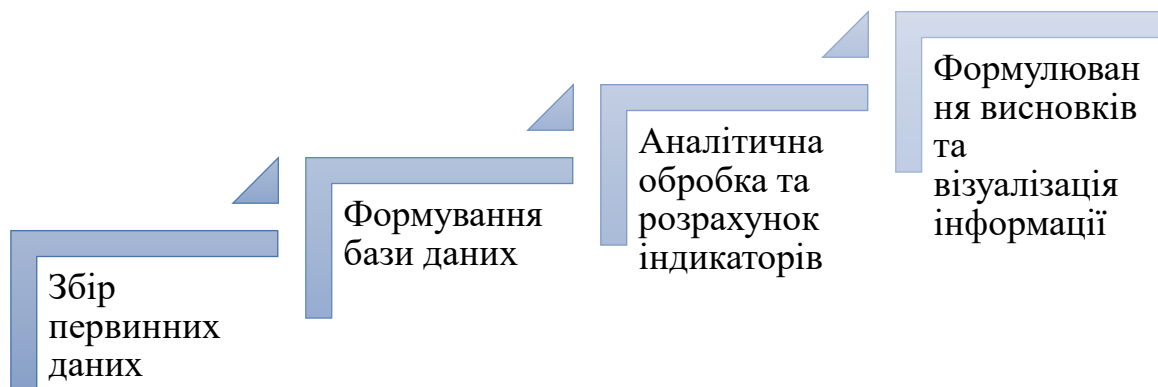 Збір
первинних
даних
Формування
бази даних
Аналітична
обробка та
розрахунок
індикаторів
Формулюван
ня висновків
та
візуалізація
інформації